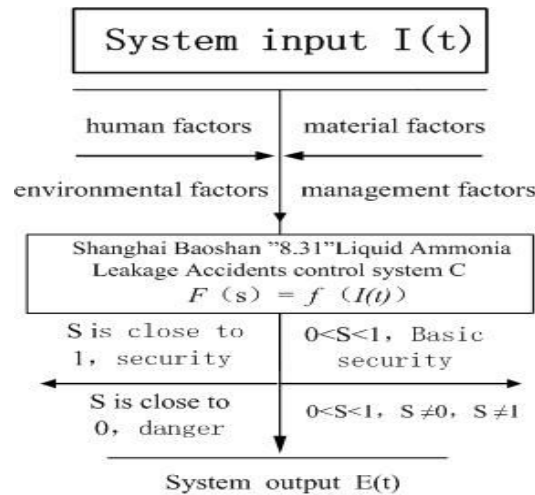 System input I(t)
human factors
material factors
environmental factors
management factors
Shanghai Baoshan ”8.31”Liquid Ammonia
Leakage Accidents control system C
F (s) = f (I(t))
S is close to
1, security
0<S<1, Basic
security
S is close to
0, danger
0<S<1, S≠0, S≠1
System output E(t)